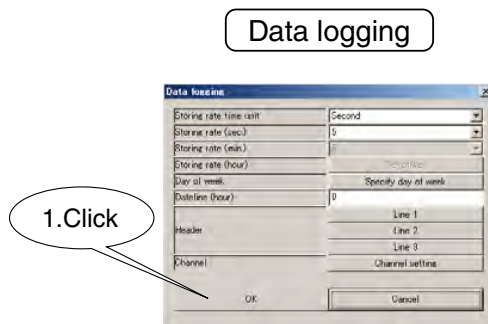 Data logging
Data logging
Storing rate time unit Second
Storing rate (sec.) 5
Storing rate (min.)
Storing rate (hour)
Day of week Specify day of week
Dateline (hour) 0
Header Line 1
Line 2
Line 3
Channel Channel setting
OK Cancel
1.Click